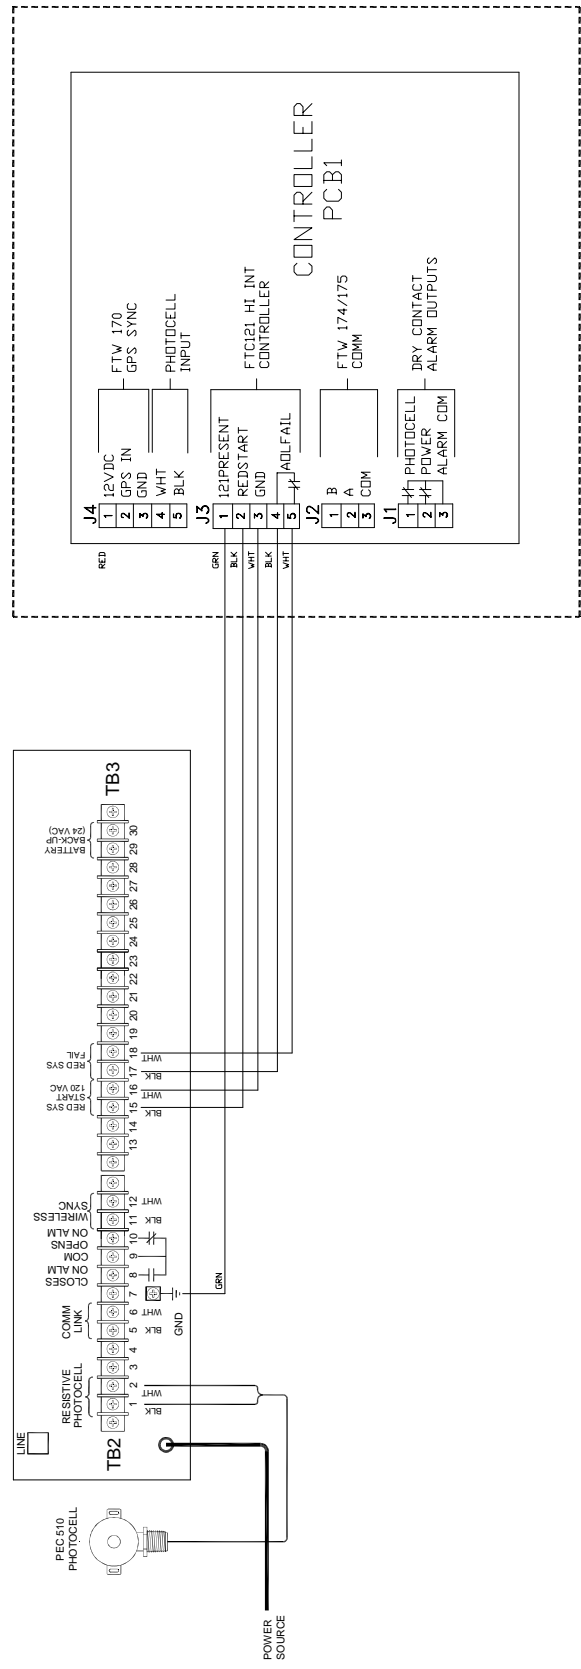 CONTROLLER
PCB1
FTW 170
GPS SYNC
PHOTOCELL
INPUT
FTC121 HI INT
CONTROLLER
FTW 174/175
COMM
DRY CONTACT
ALARM OUTPUTS
J4
1 12VDC
2 GPS IN
3 GND
4 WHT
5 BLK
RED
J3
1 121PRESENT
2 REDSTART
3 GND
4
5
AOLFAIL
GRN
BLK
WHT
BLK
WHT
J2
1 B
2 A
3 COM
J1
1 PHOTOCELL
2 POWER
3 ALARM COM
TB3
BATTERY
BACK-UP
(24 VAC)
RED SYS
FAIL
RED SYS
START
120 VAC
30
29
28
27
26
25
24
23
22
21
20
19
18 WHT
17 BLK
16 WHT
15 BLK
14
13
WIRELESS
SYNC
OPENS
ON ALM
COM
CLOSES
ON ALM
COMM
LINK
RESISTIVE
PHOTOCELL
12 WHT
11 BLK
10
9
8
7
6 WHT
5 BLK
4
3
2 WHT
1 BLK
GND
GRN
TB2
LINE
PEC 510
PHOTOCELL
POWER
SOURCE